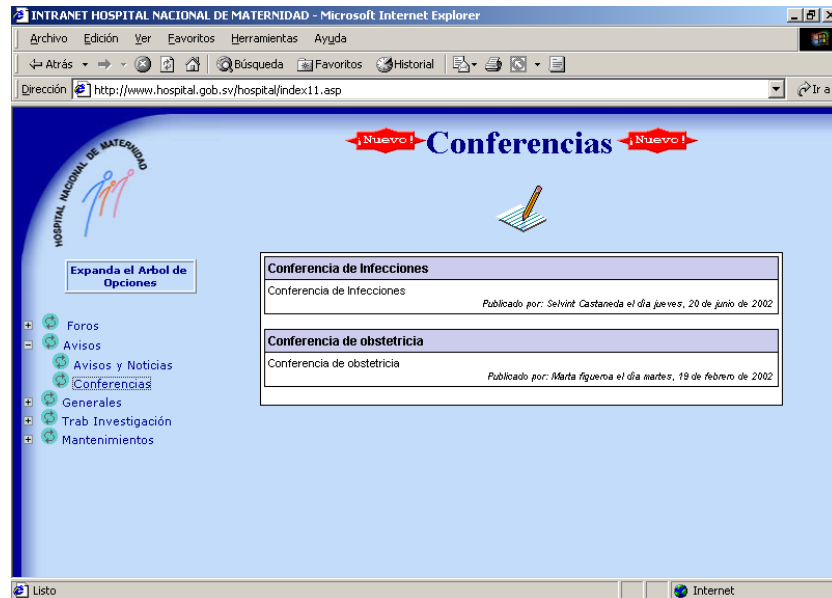 INTRANET HOSPITAL NACIONAL DE MATERNIDAD - Microsoft Internet Explorer
Archivo Edición Ver Favoritos Herramientas Ayuda
Atrás Búsqueda Favoritos Historial
Dirección http://www.hospital.gob.sv/hospital/index11.asp Ir a
HOSPITAL NACIONAL DE MATERNIDAD
¡Nuevo! Conferencias ¡Nuevo!
Expanda el Arbol de
Opciones
Foros
Avisos
Avisos y Noticias
Conferencias
Generales
Trab Investigación
Mantenimientos
Conferencia de Infecciones
Conferencia de Infecciones
Publicado por: Selvint Castaneda el día jueves, 20 de junio de 2002
Conferencia de obstetricia
Conferencia de obstetricia
Publicado por: Marta figueroa el día martes, 19 de febrero de 2002
Listo Internet